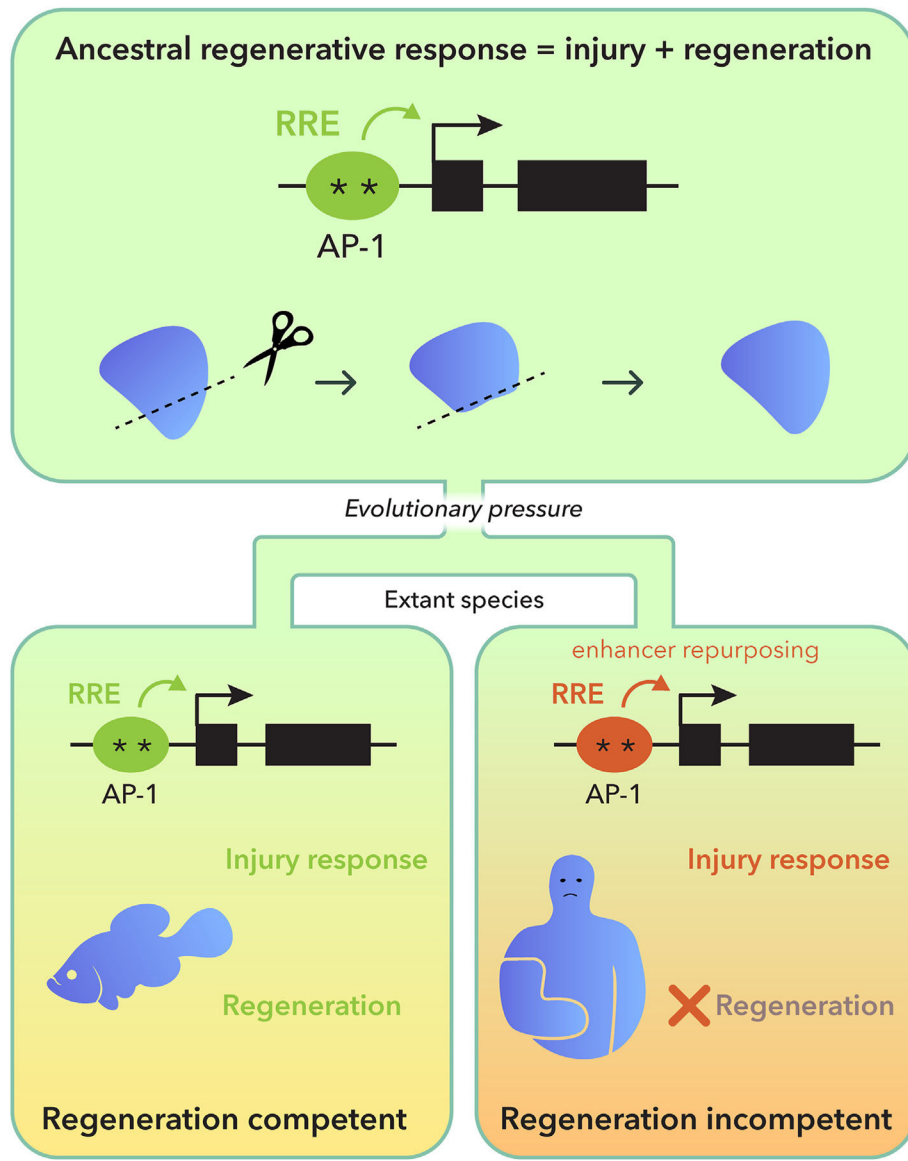 Ancestral regenerative response = injury + regeneration
RRE
* *
AP-1
Evolutionary pressure
Extant species
RRE
* *
AP-1
Injury response
Regeneration
Regeneration competent
enhancer repurposing
RRE
* *
AP-1
Injury response
Regeneration
Regeneration incompetent